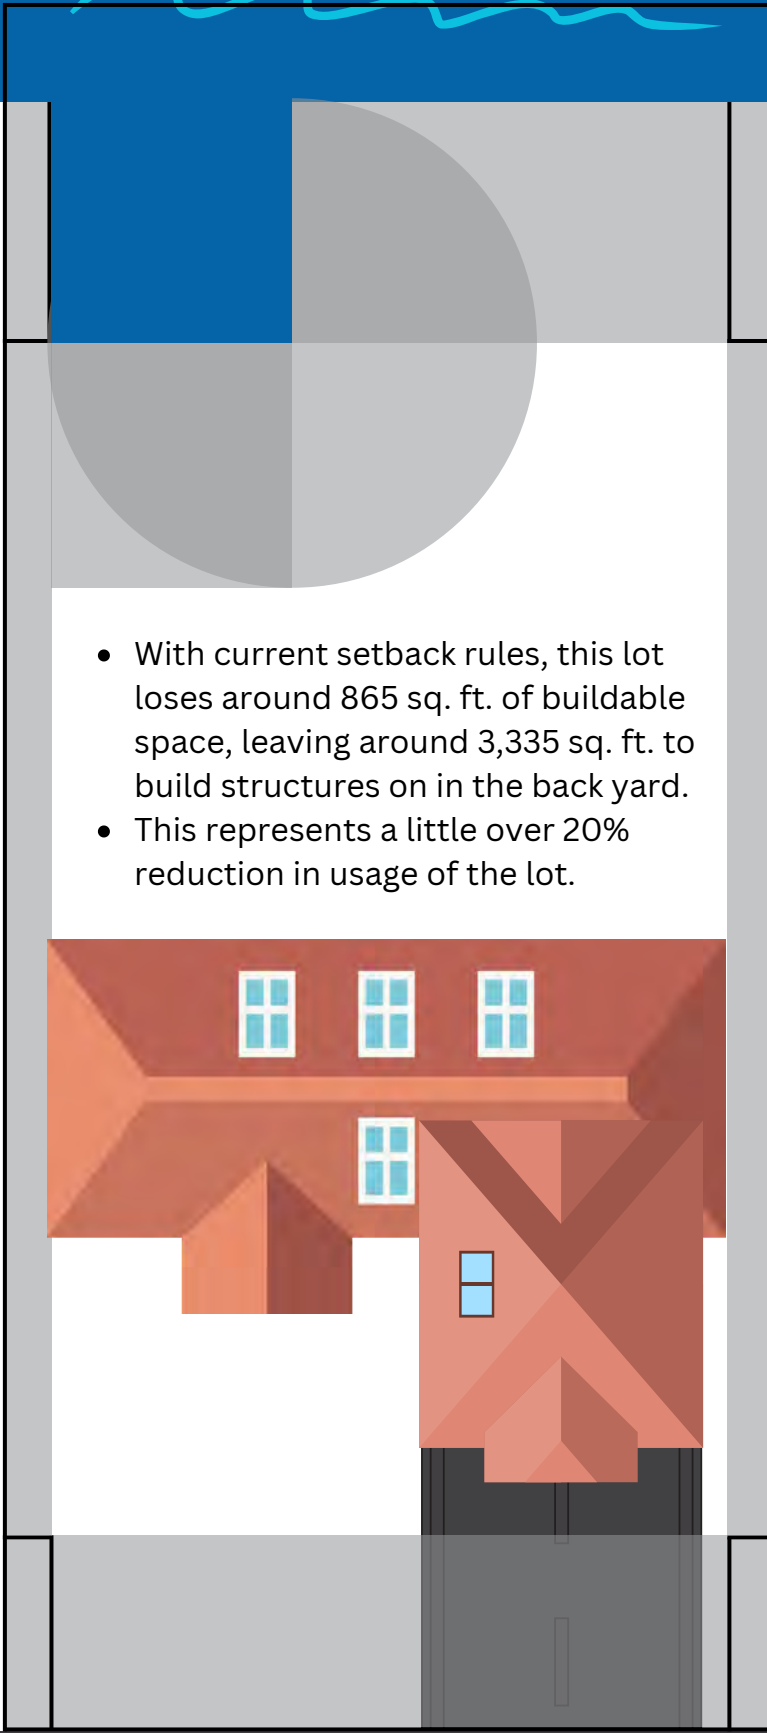 • With current setback rules, this lot
loses around 865 sq. ft. of buildable
space, leaving around 3,335 sq. ft. to
build structures on in the back yard.
• This represents a little over 20%
reduction in usage of the lot.